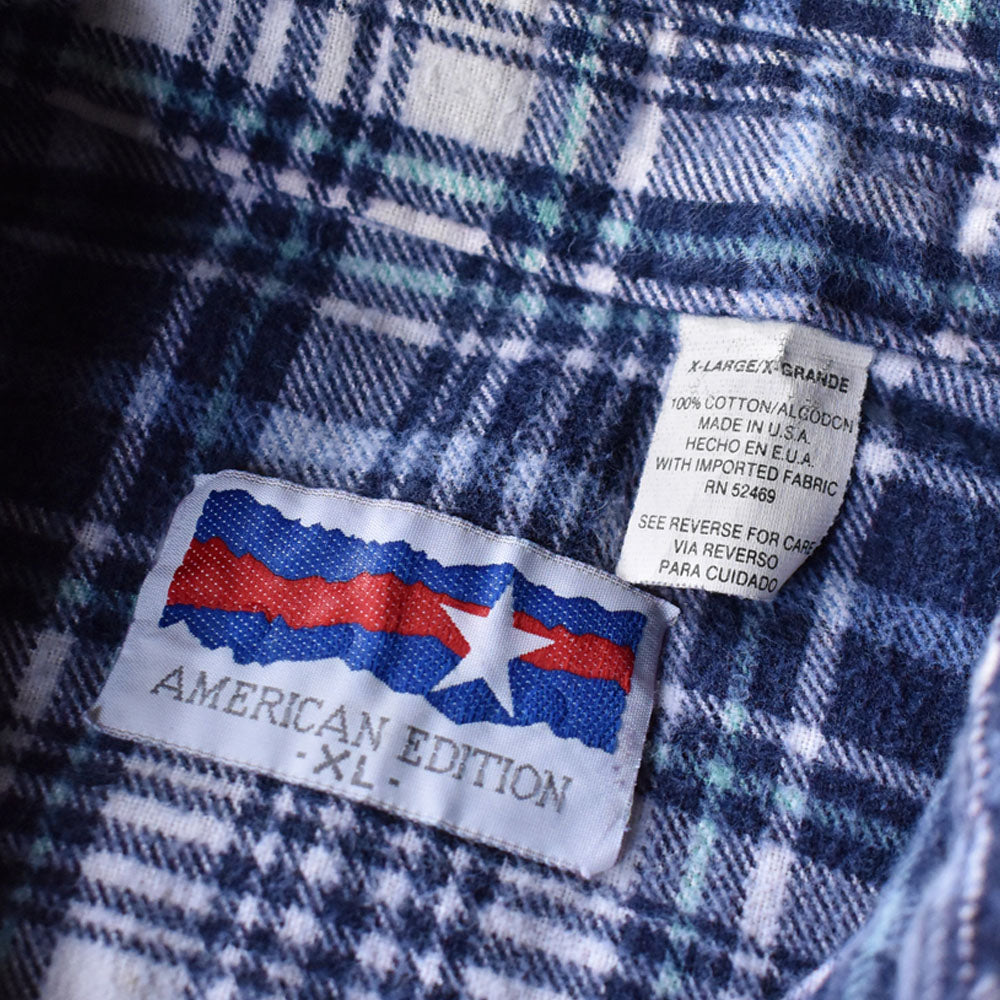 X-LARGE/X-GRANDE
100% COTTON/ALGODON
MADE IN U.S.A.
HECHO EN E.U.A.
WITH IMPORTED FABRIC
RN 52469
SEE REVERSE FOR CARE
VIA REVERSO
PARA CUIDADO
AMERICAN EDITION
-XL-